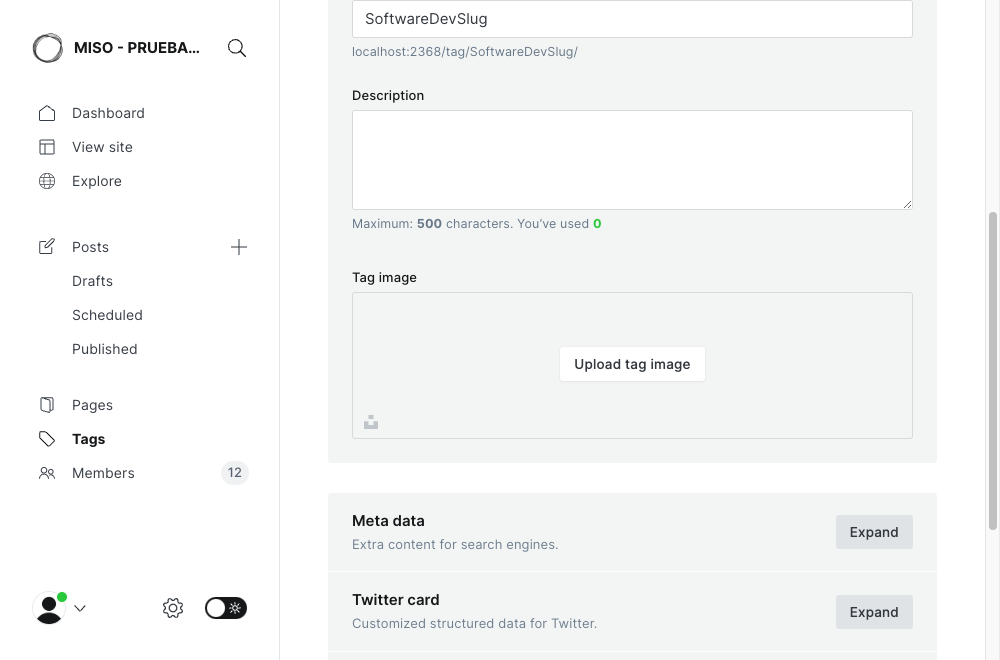 MISO - PRUEBA...
Dashboard
View site
Explore
Posts
Drafts
Scheduled
Published
Pages
Tags
Members
12
SoftwareDevSlug
localhost:2368/tag/SoftwareDevSlug/
Description
Maximum: 500 characters. You’ve used 0
Tag image
Upload tag image
Meta data
Extra content for search engines.
Expand
Twitter card
Customized structured data for Twitter.
Expand